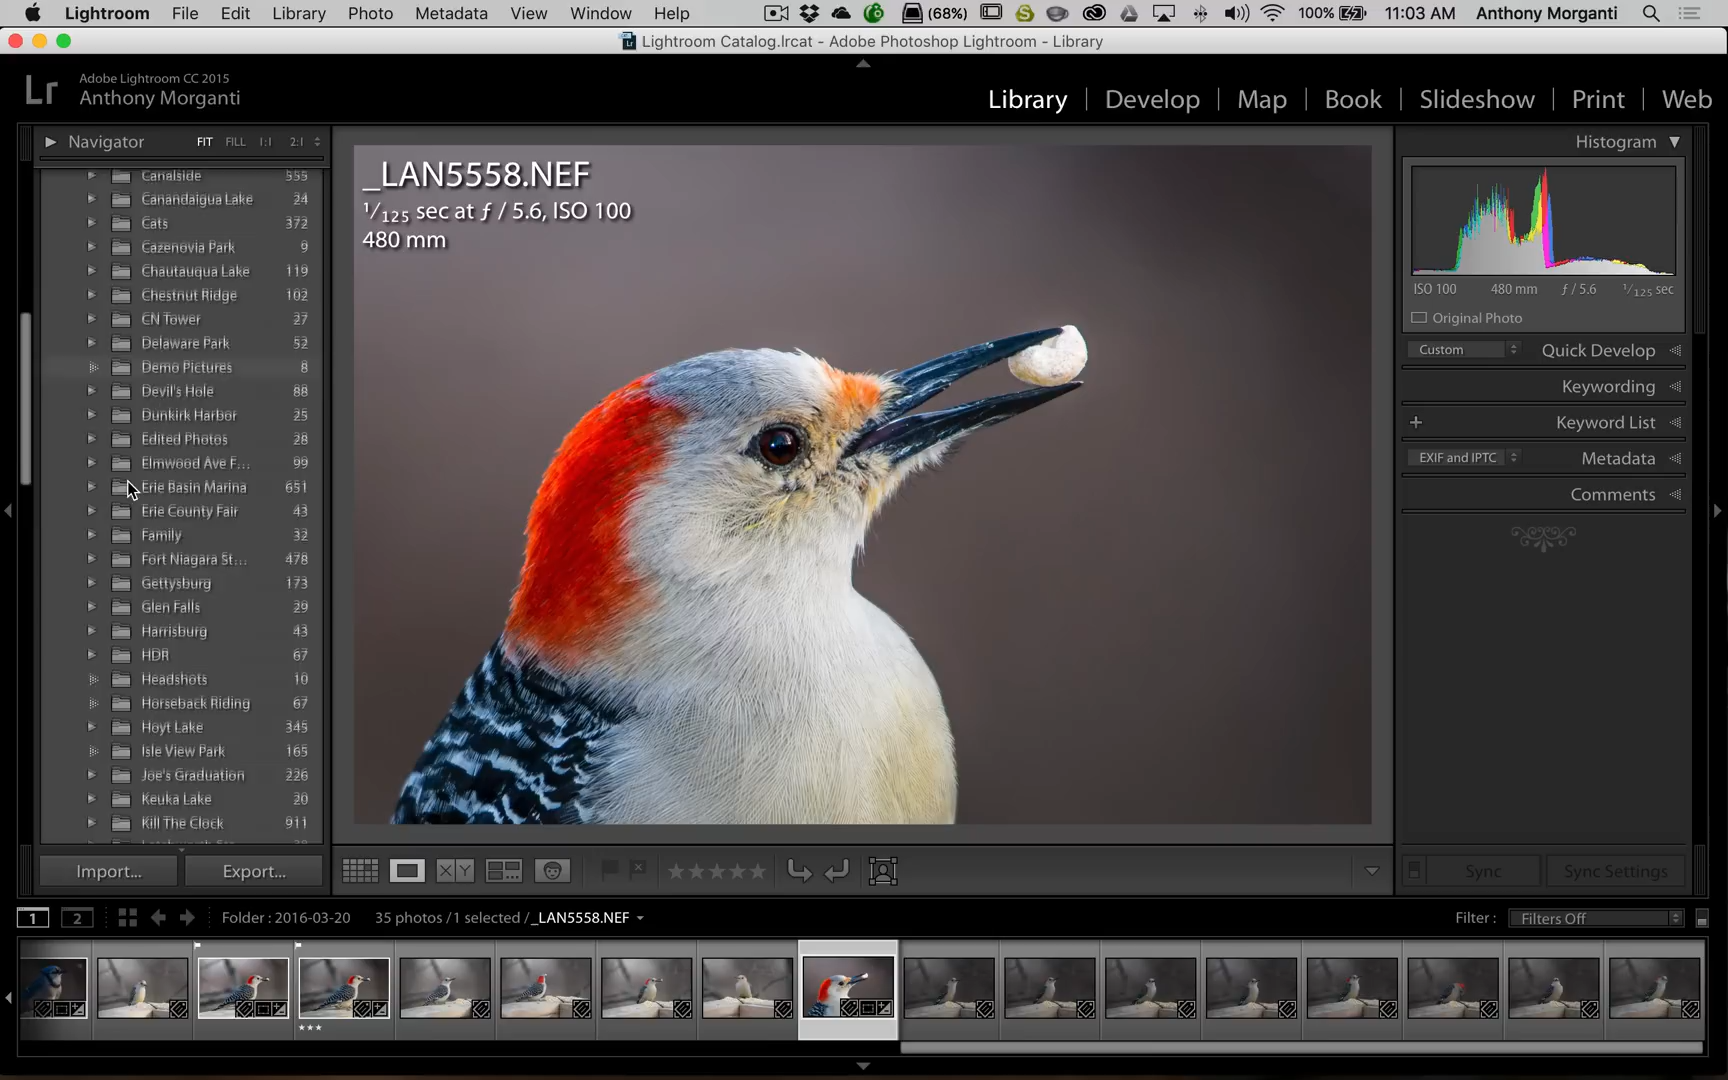 Lightroom File Edit Library Photo Metadata View Window Help (68%) 100% 11:03 AM Anthony Morganti
Lightroom Catalog.lrcat - Adobe Photoshop Lightroom - Library
Lr Adobe Lightroom CC 2015
Anthony Morganti
Library | Develop | Map | Book | Slideshow | Print | Web
Navigator FIT FILL 1:1 2:1
Canalside 555
Canandaigua Lake 24
Cats 372
Cazenovia Park 9
Chautauqua Lake 119
Chestnut Ridge 102
CN Tower 27
Delaware Park 52
Demo Pictures 8
Devil's Hole 88
Dunkirk Harbor 25
Edited Photos 28
Elmwood Ave F... 99
Erie Basin Marina 651
Erie County Fair 43
Family 32
Fort Niagara St... 478
Gettysburg 173
Glen Falls 29
Harrisburg 43
HDR 67
Headshots 10
Horseback Riding 67
Hoyt Lake 345
Isle View Park 165
Joe's Graduation 226
Keuka Lake 20
Kill The Clock 911
Import... Export...
_LAN5558.NEF
1/125 sec at ƒ / 5.6, ISO 100
480 mm
Histogram
ISO 100 480 mm ƒ / 5.6 1/125 sec
Original Photo
Custom Quick Develop
Keywording
+ Keyword List
EXIF and IPTC Metadata
Comments
X Y
Sync Sync Settings
1 2 Folder : 2016-03-20 35 photos / 1 selected / _LAN5558.NEF Filter : Filters Off